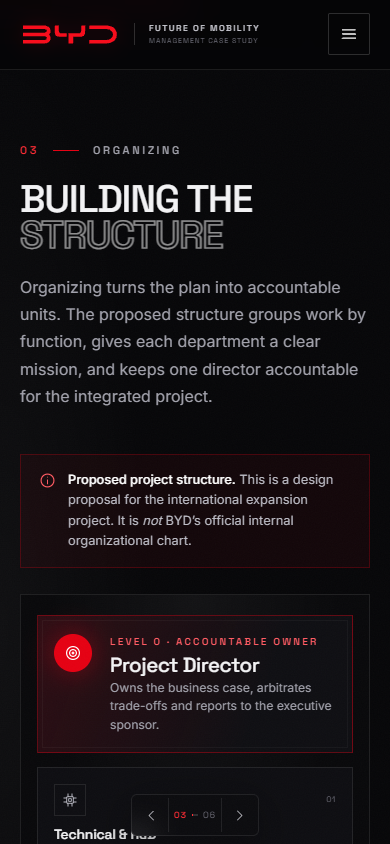 BYD
FUTURE OF MOBILITY
MANAGEMENT CASE STUDY
03 ORGANIZING
BUILDING THE
STRUCTURE
Organizing turns the plan into accountable
units. The proposed structure groups work by
function, gives each department a clear
mission, and keeps one director accountable
for the integrated project.
Proposed project structure. This is a design
proposal for the international expansion
project. It is not BYD's official internal
organizational chart.
LEVEL 0 · ACCOUNTABLE OWNER
Project Director
Owns the business case, arbitrates
trade-offs and reports to the executive
sponsor.
01
Technical &
03 — 06